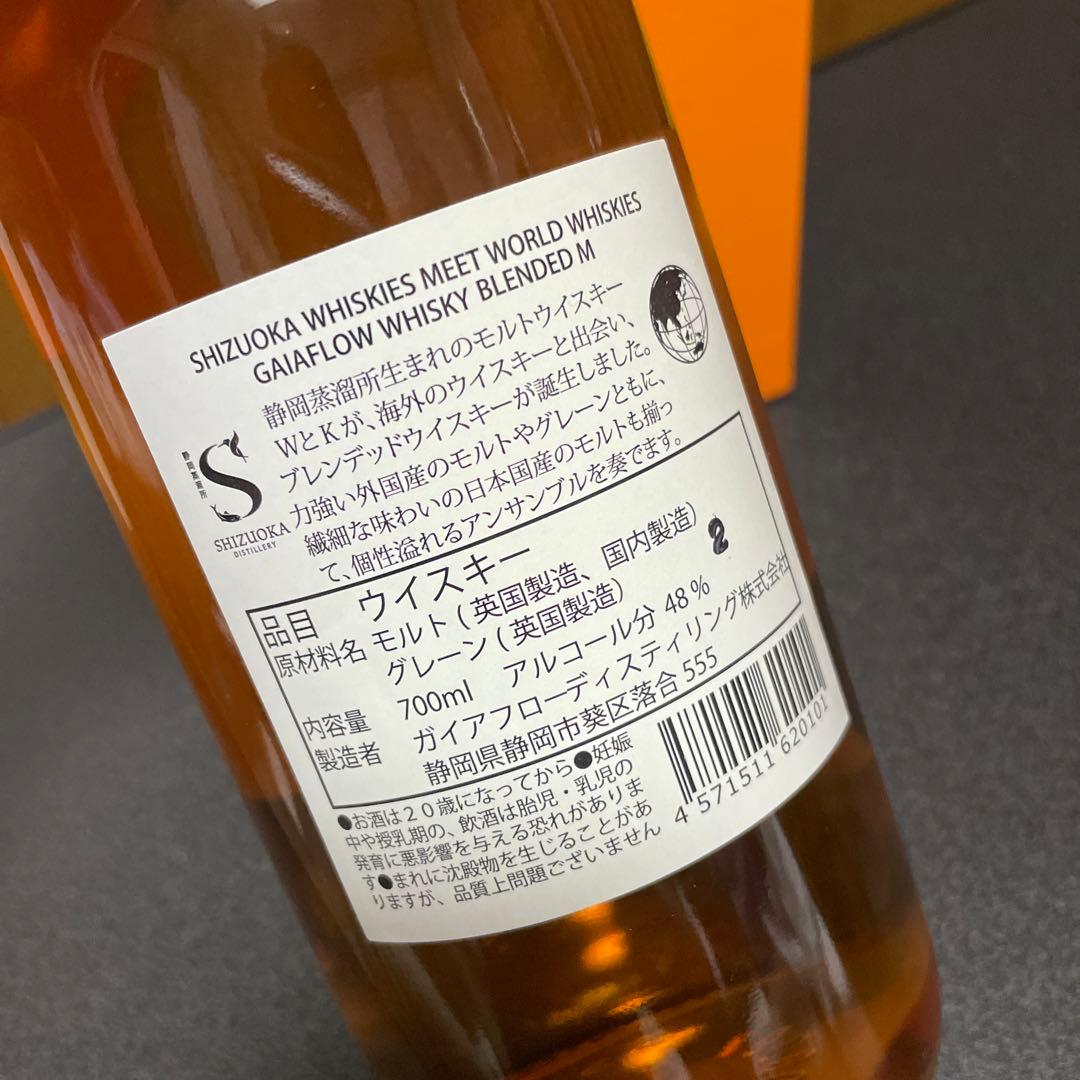 SHIZUOKA WHISKIES MEET WORLD WHISKIES
GAIAFLOW WHISKY BLENDED M
静岡蒸溜所生まれのモルトウイスキー
WとKが、海外のウイスキーと出会い、
ブレンデッドウイスキーが誕生しました。
力強い外国産のモルトやグレーンともに、
繊細な味わいの日本国産のモルトも揃っ
て、個性溢れるアンサンブルを奏でます。
静岡蒸溜所
S
SHIZUOKA
DISTILLERY
品目 ウイスキー
原材料名 モルト(英国製造、国内製造)
グレーン(英国製造)
2
内容量 700ml アルコール分 48%
製造者 ガイアフローディスティリング株式会社
静岡県静岡市葵区落合 555
●お酒は20歳になってから●妊娠
中や授乳期の、飲酒は胎児・乳児の
発育に悪影響を与える恐れがありま
す●まれに沈殿物を生じることがあ
りますが、品質上問題ございません
4 571511 620101